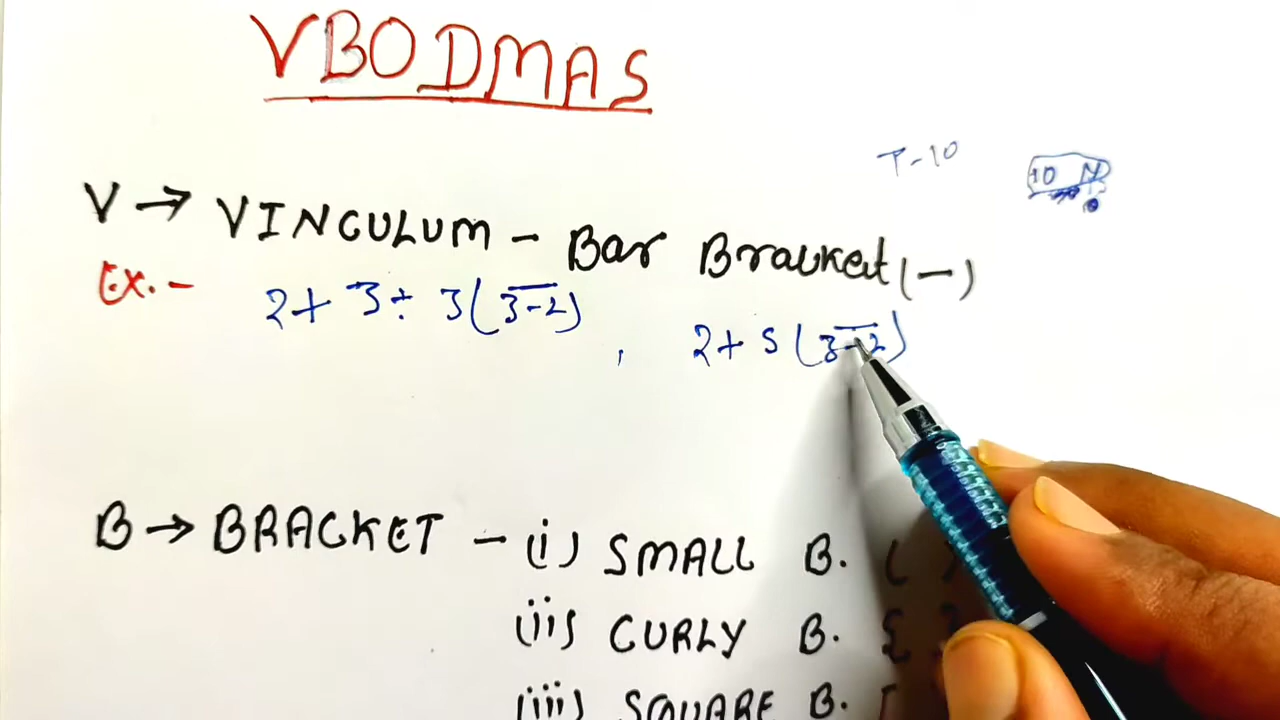 VBODMAS
T-10
10 N
V → VINCULUM - Bar Bracket (—)
Ex.- 2 + 3 ÷ 3 (3̅-̅2̅) , 2 + 5 (3̅-̅2̅)
B → BRACKET - (i) SMALL B. ( )
(ii) CURLY B. {
(iii) SQUARE B. [